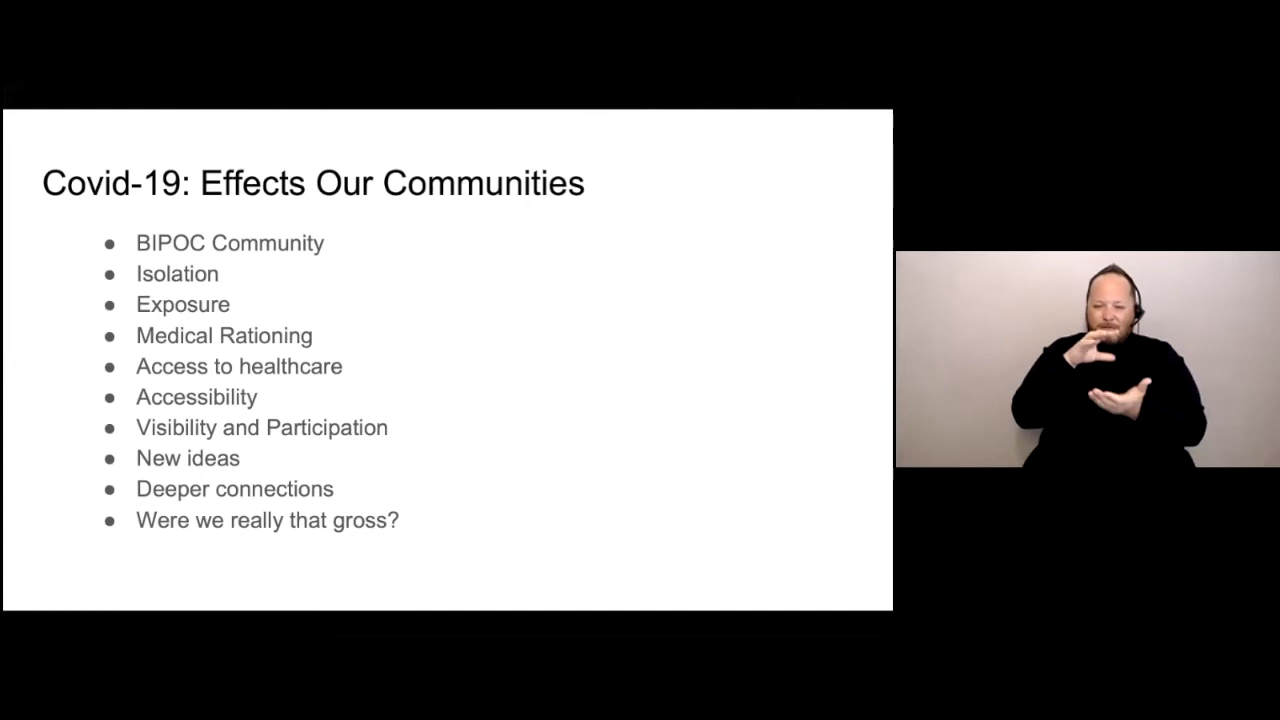 Covid-19: Effects Our Communities
● BIPOC Community
● Isolation
● Exposure
● Medical Rationing
● Access to healthcare
● Accessibility
● Visibility and Participation
● New ideas
● Deeper connections
● Were we really that gross?